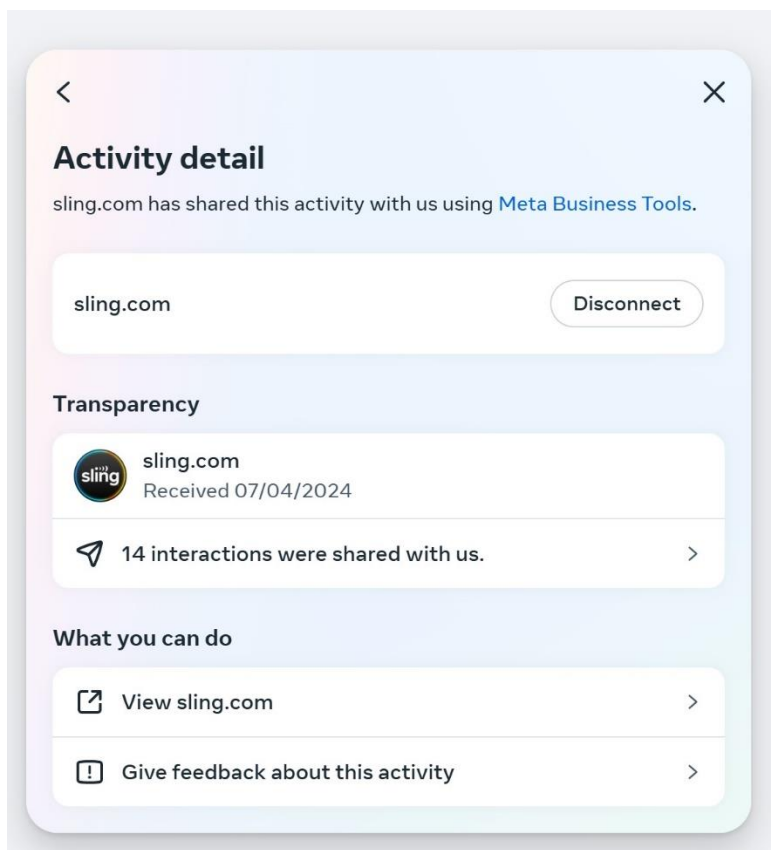 Activity detail
sling.com has shared this activity with us using Meta Business Tools.
sling.com
Disconnect
Transparency
sling
sling.com
Received 07/04/2024
14 interactions were shared with us.
What you can do
View sling.com
Give feedback about this activity